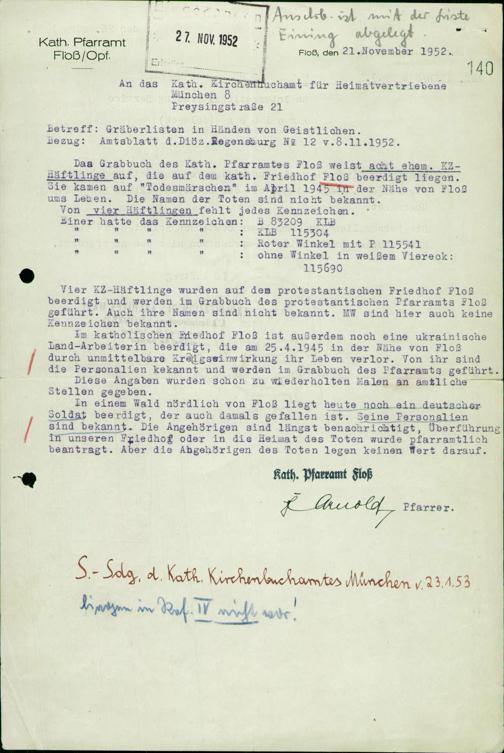 Anschrb. ist mit der Liste
Eining abgelegt.
27. NOV. 1952
Kath. Pfarramt
Floß/Opf.
Floß, den 21.November 1952.
140
An das Kath. Kirchenbuchamt für Heimatvertriebene
München 8
Preysingstraße 21
Betreff: Gräberlisten in Händen von Geistlichen.
Bezug: Amtsblatt d.Diöz.Regensburg Nr 12 v.8.11.1952.
Das Grabbuch des Kath. Pfarramtes Floß weist acht ehem. KZ-
Häftlinge auf, die auf dem kath. Friedhof Floß beerdigt liegen.
Sie kamen auf "Todesmärschen" im April 1945 in der Nähe von Floß
ums Leben. Die Namen der Toten sind nicht bekannt.
Von vier Häftlingen fehlt jedes Kennzeichen.
Einer hatte das Kennzeichen: B 83209 KLB
" " " " : KLB 115304
" " " " : Roter Winkel mit P 115541
" " " " : ohne Winkel in weißem Viereck:
115690
Vier KZ-Häftlinge wurden auf dem protestantischen Friedhof Floß
beerdigt und werden im Grabbuch des protestantischen Pfarramts Floß
geführt. Auch ihre Namen sind nicht bekannt. MW sind hier auch keine
Kennzeichen bekannt.
Im katholischen Friedhof Floß ist außerdem noch eine ukrainische
Land-Arbeiterin beerdigt, die am 25.4.1945 in der Nähe von Floß
durch unmittelbare Kreigseinwirkung ihr Leben verlor. Von ihr sind
die Personalien bekannt und werden im Grabbuch des Pfarramts geführt.
Diese Angaben wurden schon zu wiederholten Malen an amtliche
Stellen gegeben.
In einem Wald nördlich von Floß liegt heute noch ein deutscher
Soldat beerdigt, der auch damals gefallen ist. Seine Personalien
sind bekannt. Die Angehörigen sind längst benachrichtigt, Überführung
in unseren Friedhof oder in die Heimat des Toten wurde pfarramtlich
beantragt. Aber die Abgehörigen des Toten legen keinen Wert darauf.
Kath. Pfarramt Floß
Arnold, Pfarrer.
S.-Sdg. d. Kath. Kirchenbuchamtes München v. 23.1.53
liegen in Ref. IV nicht vor!